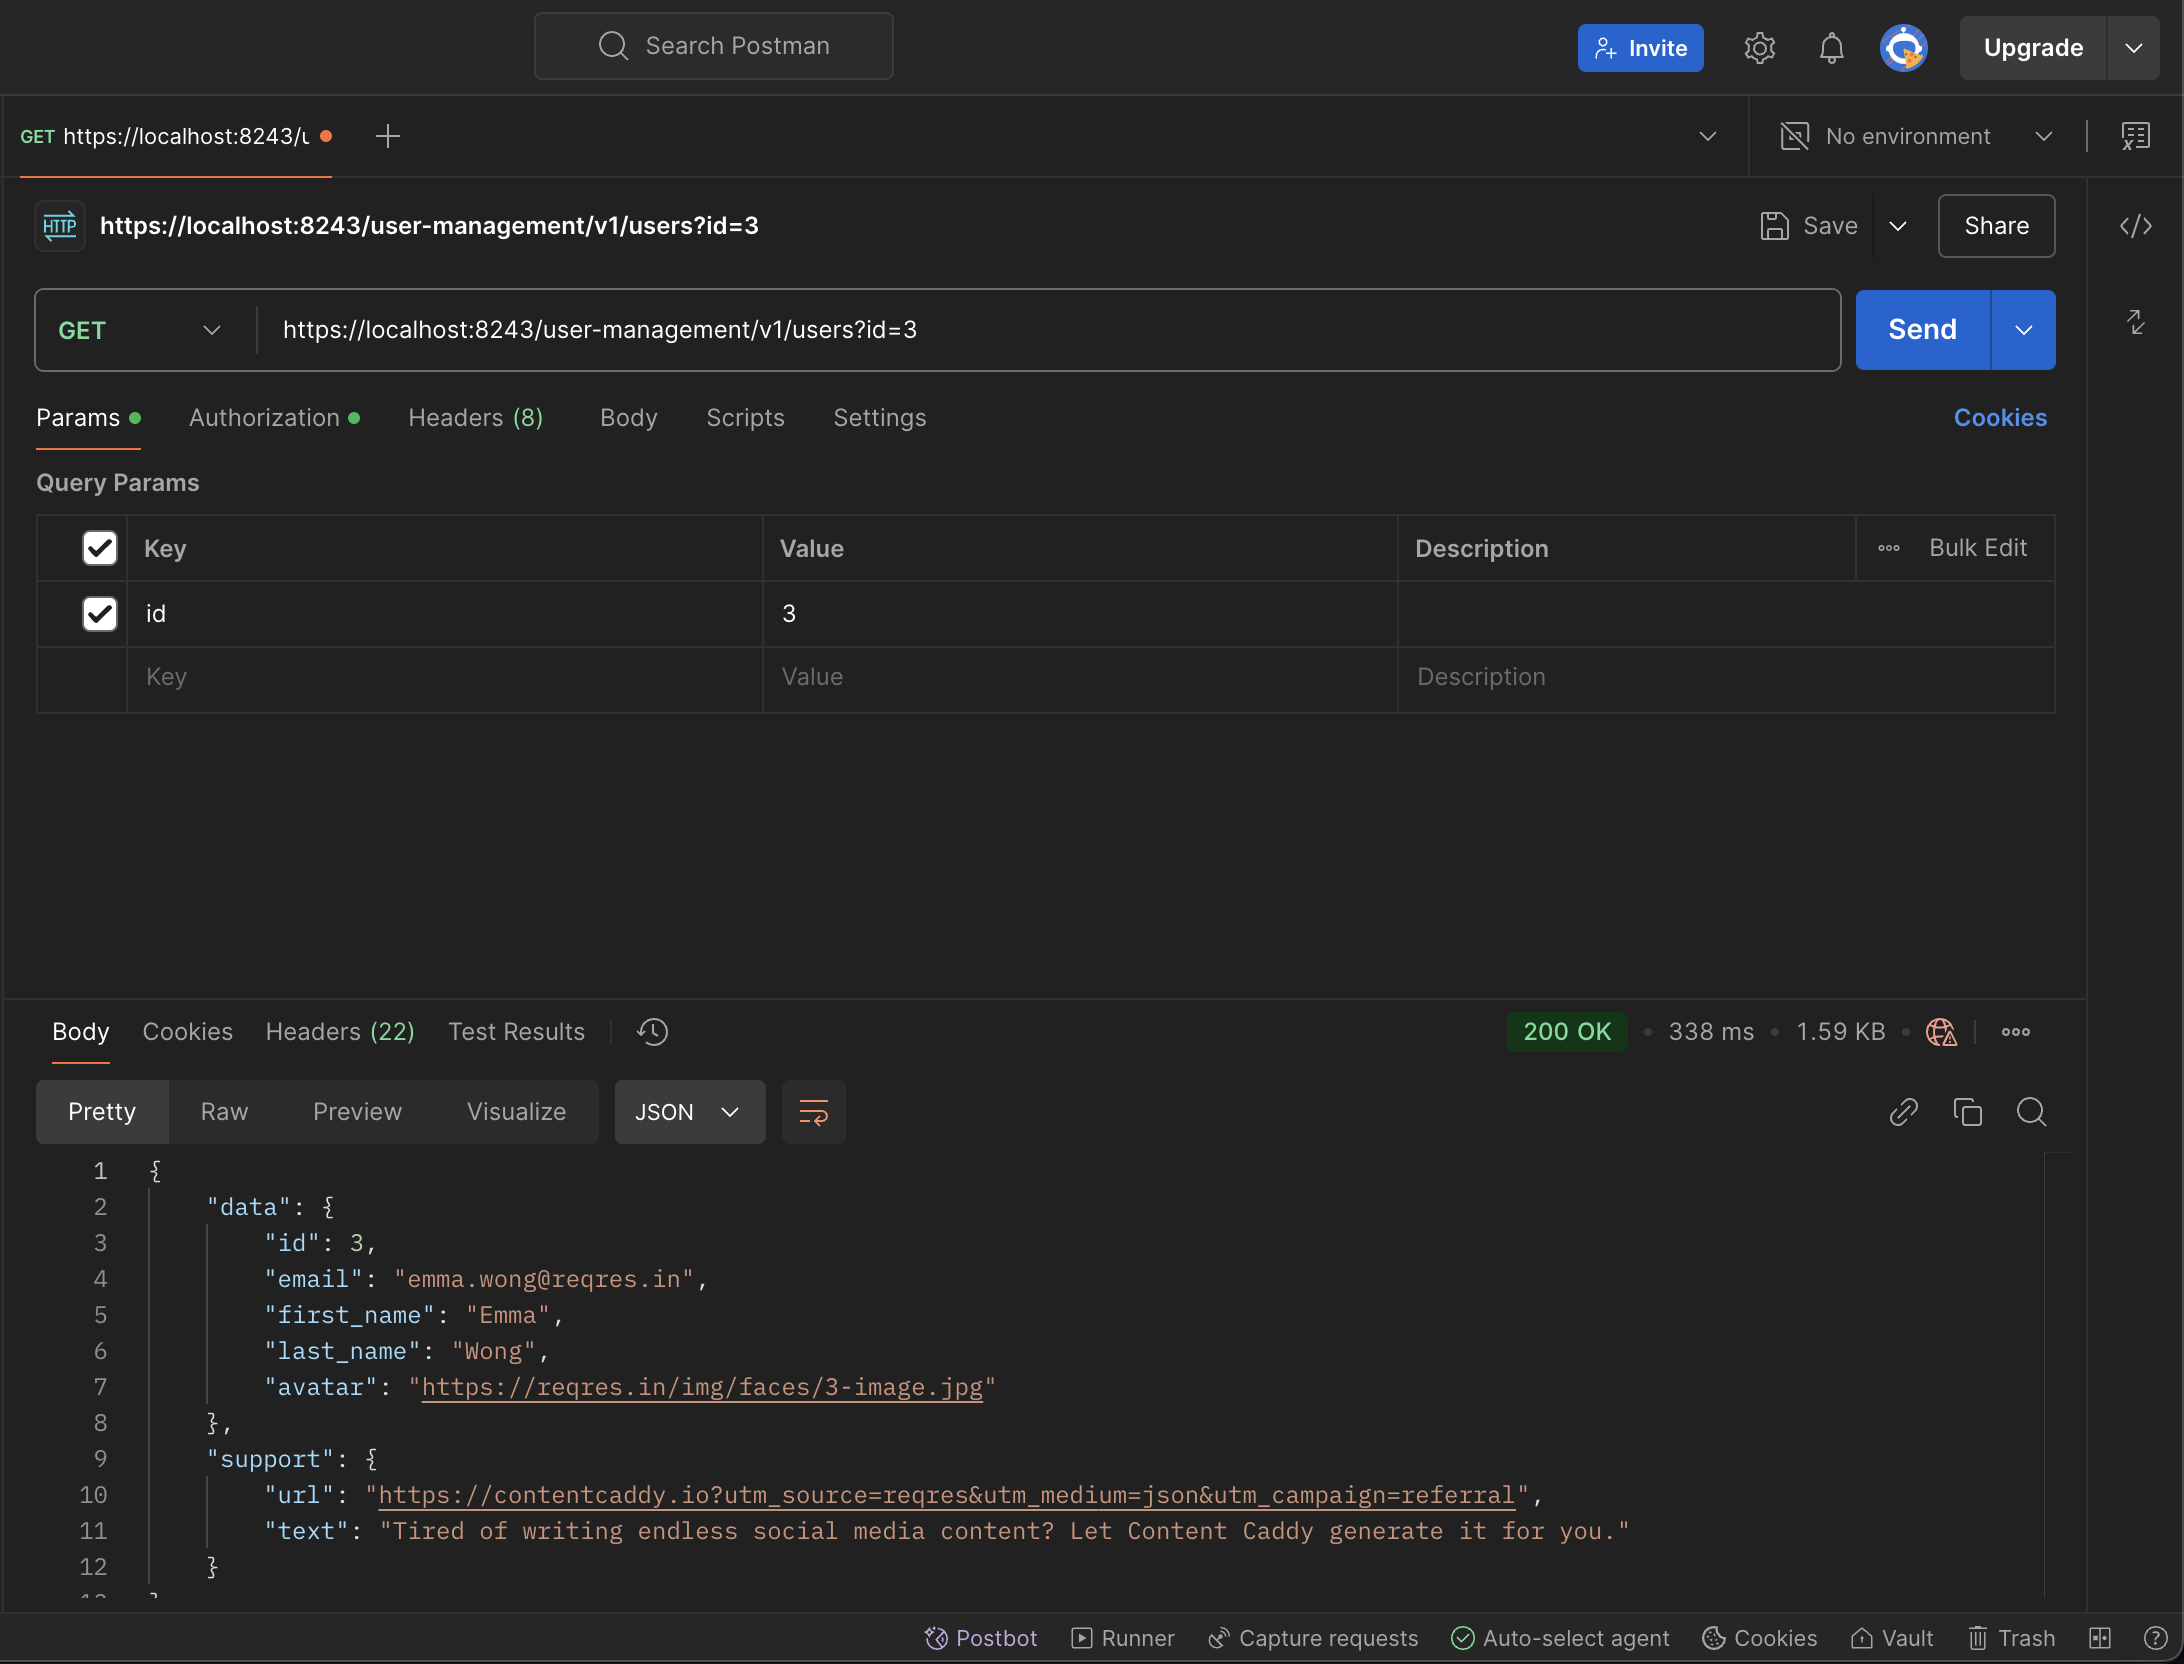 Search Postman
Invite
Upgrade
GET https://localhost:8243/u
No environment
HTTP https://localhost:8243/user-management/v1/users?id=3
Save
Share
GET https://localhost:8243/user-management/v1/users?id=3
Send
Params Authorization Headers (8) Body Scripts Settings Cookies
Query Params
Key Value Description Bulk Edit
id 3
Key Value Description
Body Cookies Headers (22) Test Results 200 OK • 338 ms • 1.59 KB
Pretty Raw Preview Visualize JSON
1 {
2 "data": {
3 "id": 3,
4 "email": "emma.wong@reqres.in",
5 "first_name": "Emma",
6 "last_name": "Wong",
7 "avatar": "https://reqres.in/img/faces/3-image.jpg"
8 },
9 "support": {
10 "url": "https://contentcaddy.io?utm_source=reqres&utm_medium=json&utm_campaign=referral",
11 "text": "Tired of writing endless social media content? Let Content Caddy generate it for you."
12 }
Postbot Runner Capture requests Auto-select agent Cookies Vault Trash